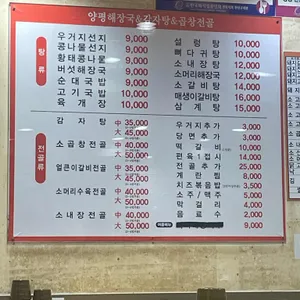 양평해장국&감자탕&곱창전골
탕류
우거지선지 9,000
콩나물선지 9,000
황태콩나물 9,000
버섯해장국 9,000
순대국밥 9,000
고기국밥 9,000
육개장 10,000
설렁탕 10,000
뼈다귀탕 10,000
소내장탕 12,000
소머리해장국 12,000
소갈비탕 15,000
매생이갈비탕 16,000
삼계탕 15,000
전골류
감자탕 中 35,000
大 45,000
소곱창전골 中 40,000
大 50,000
얼큰이갈비전골 中 35,000
大 45,000
소머리수육전골 中 40,000
大 50,000
소내장전골 中 40,000
大 50,000
우거지추가 3,000
당면추가 3,000
떡갈비 10,000
편육1접시 14,000
전골추가 25,000
계란찜 3,000
치즈볶음밥 3,500
소주/맥주 5,000
막걸리 4,000
음료수 2,000
9,000